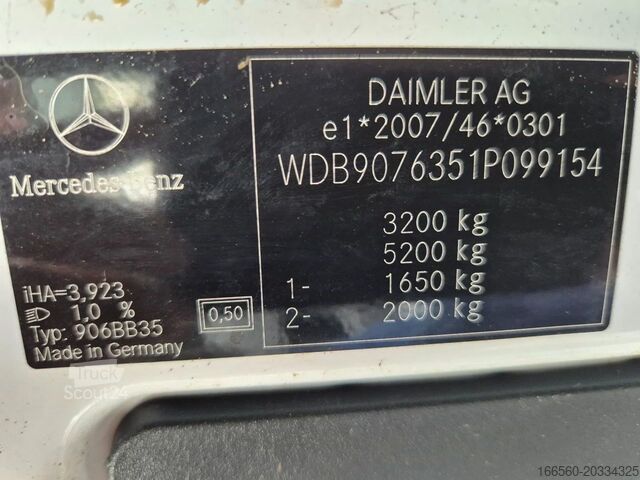 Mercedes-Benz
DAIMLER AG
e1*2007/46*0301
WDB9076351P099154
3200 kg
5200 kg
1- 1650 kg
2- 2000 kg
iHA=3,923
1,0 %
Typ: 906BB35
Made in Germany
0,50
Truck
Scout24
166560-20334325